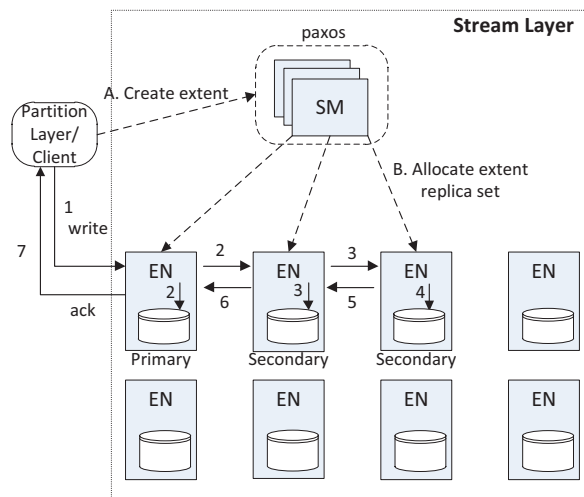 Stream Layer
paxos
A. Create extent
SM
Partition
Layer/
Client
B. Allocate extent
replica set
1
write
7
ack
EN
2
EN
3
EN
EN
2
6
3
5
4
Primary
Secondary
Secondary
EN
EN
EN
EN